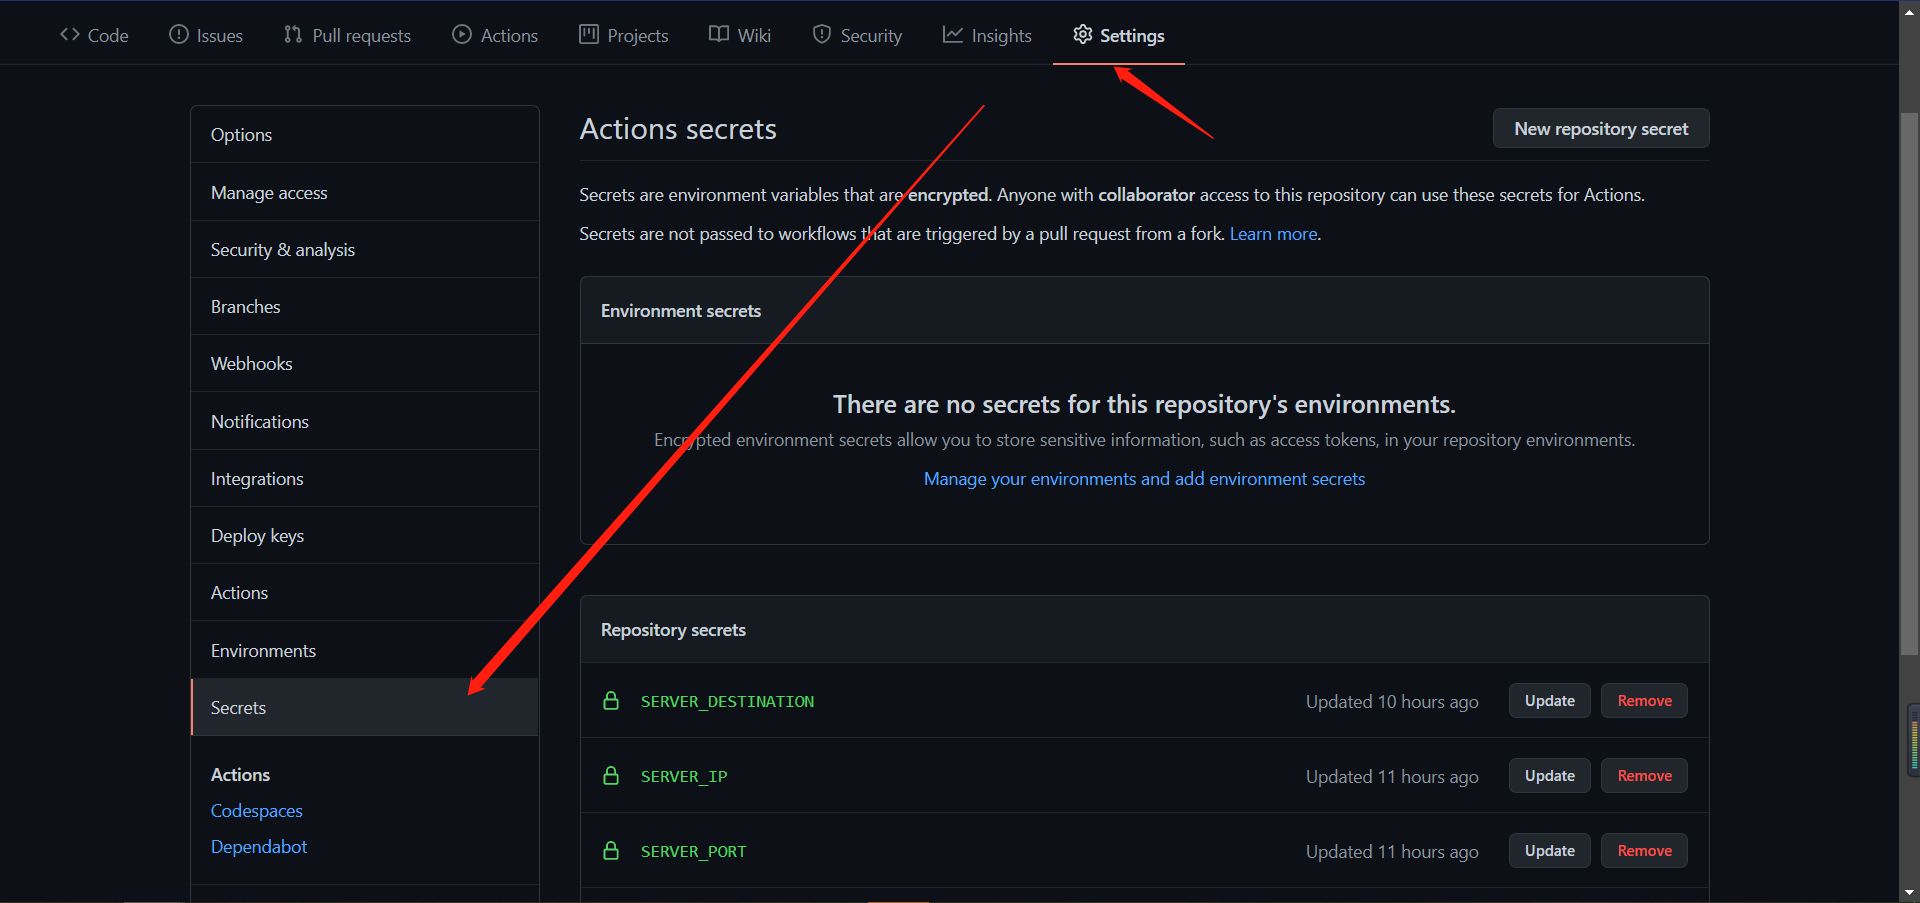 Code Issues Pull requests Actions Projects Wiki Security Insights Settings
Options
Manage access
Security & analysis
Branches
Webhooks
Notifications
Integrations
Deploy keys
Actions
Environments
Secrets
Actions
Codespaces
Dependabot
Actions secrets
New repository secret
Secrets are environment variables that are encrypted. Anyone with collaborator access to this repository can use these secrets for Actions.
Secrets are not passed to workflows that are triggered by a pull request from a fork. Learn more.
Environment secrets
There are no secrets for this repository's environments.
Encrypted environment secrets allow you to store sensitive information, such as access tokens, in your repository environments.
Manage your environments and add environment secrets
Repository secrets
SERVER_DESTINATION Updated 10 hours ago Update Remove
SERVER_IP Updated 11 hours ago Update Remove
SERVER_PORT Updated 11 hours ago Update Remove